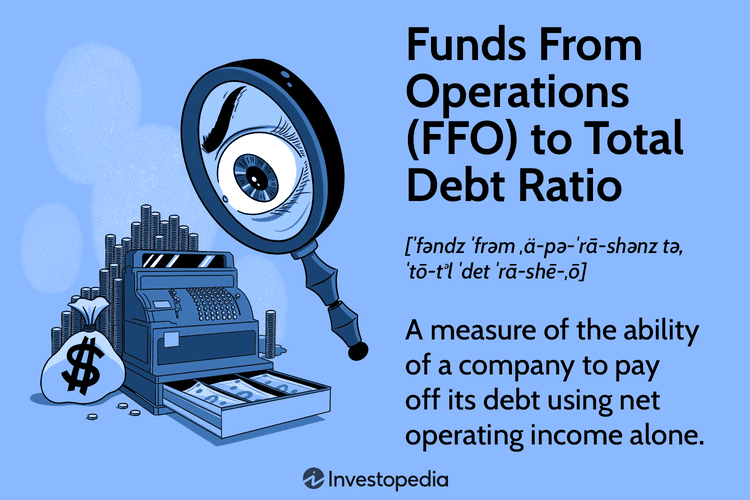 Funds From
Operations
(FFO) to Total
Debt Ratio
[ˈfəndz ˈfrəm ˌä-pə-ˈrā-shənz tə,
ˈtō-tᵊl ˈdet ˈrā-shē-ˌō]
A measure of the ability
of a company to pay
off its debt using net
operating income alone.
$
Investopedia